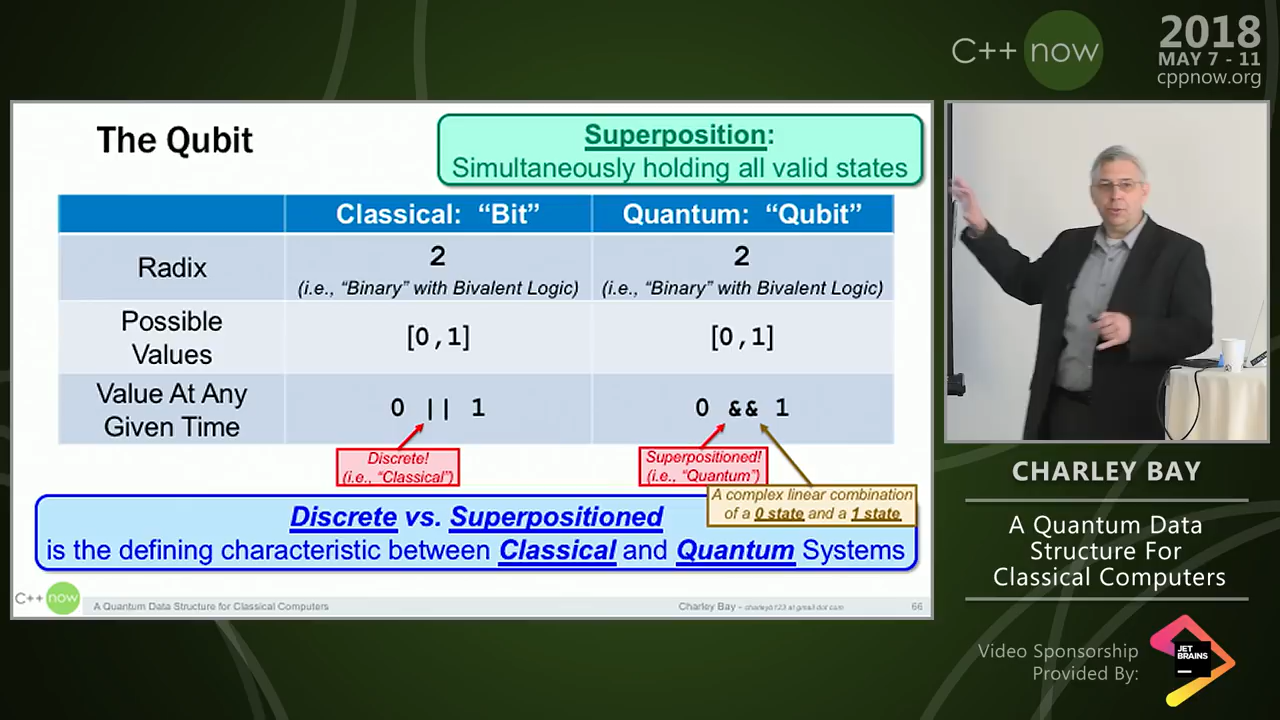 C++ now
2018
MAY 7 - 11
cppnow.org
The Qubit
Superposition:
Simultaneously holding all valid states
Classical: “Bit”
Quantum: “Qubit”
Radix
2
(i.e., “Binary” with Bivalent Logic)
2
(i.e., “Binary” with Bivalent Logic)
Possible
Values
[0,1]
[0,1]
Value At Any
Given Time
0 || 1
0 && 1
Discrete!
(i.e., “Classical”)
Superpositioned!
(i.e., “Quantum”)
A complex linear combination
of a 0 state and a 1 state
Discrete vs. Superpositioned
is the defining characteristic between Classical and Quantum Systems
C++ now
A Quantum Data Structure for Classical Computers
Charley Bay – charleyb123 at gmail dot com
66
CHARLEY BAY
A Quantum Data
Structure For
Classical Computers
Video Sponsorship
Provided By:
JET
BRAINS